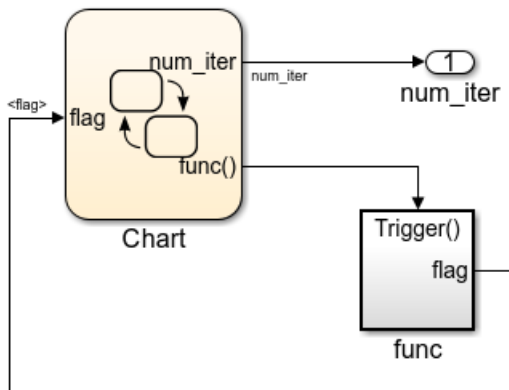 num_iter
1
<flag>
num_iter
flag
num_iter
func()
Chart
Trigger()
flag
func